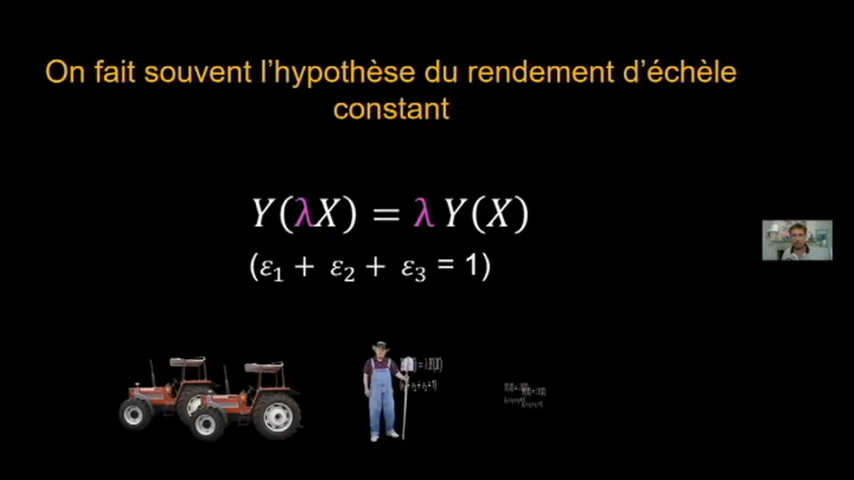 On fait souvent l'hypothèse du rendement d'échèle
constant
Y(λX) = λ Y(X)
(ε₁ + ε₂ + ε₃ = 1)